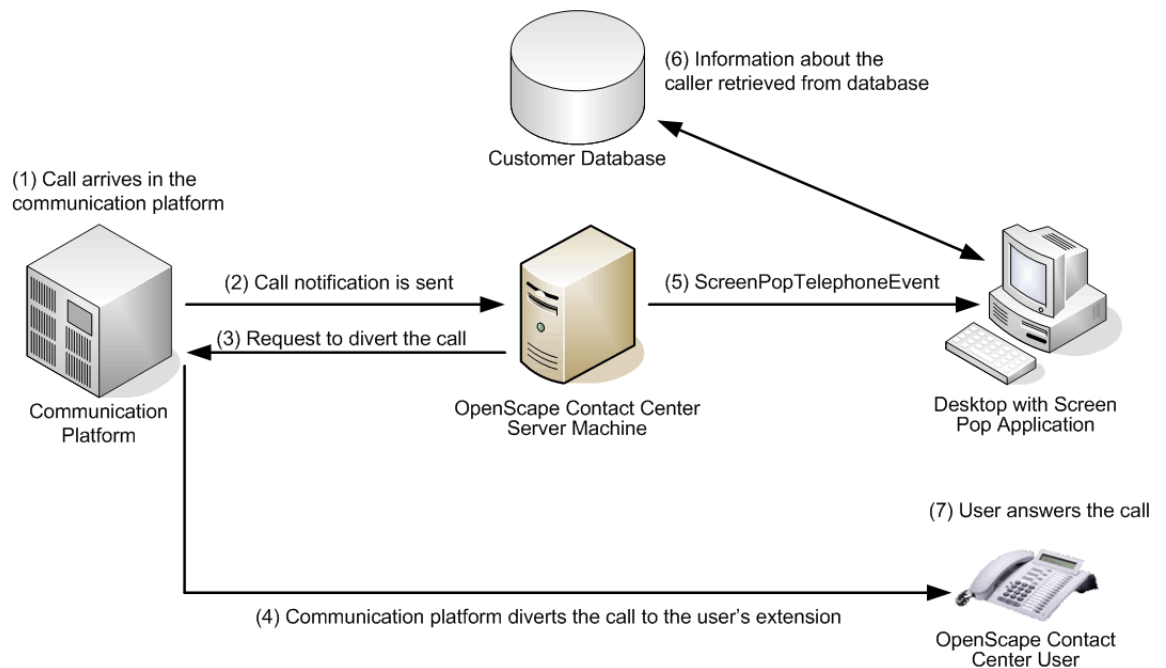 (6) Information about the
caller retrieved from database
Customer Database
(1) Call arrives in the
communication platform
(2) Call notification is sent
(5) ScreenPopTelephoneEvent
(3) Request to divert the call
Communication
Platform
OpenScape Contact Center
Server Machine
Desktop with Screen
Pop Application
(7) User answers the call
(4) Communication platform diverts the call to the user's extension
OpenScape Contact
Center User